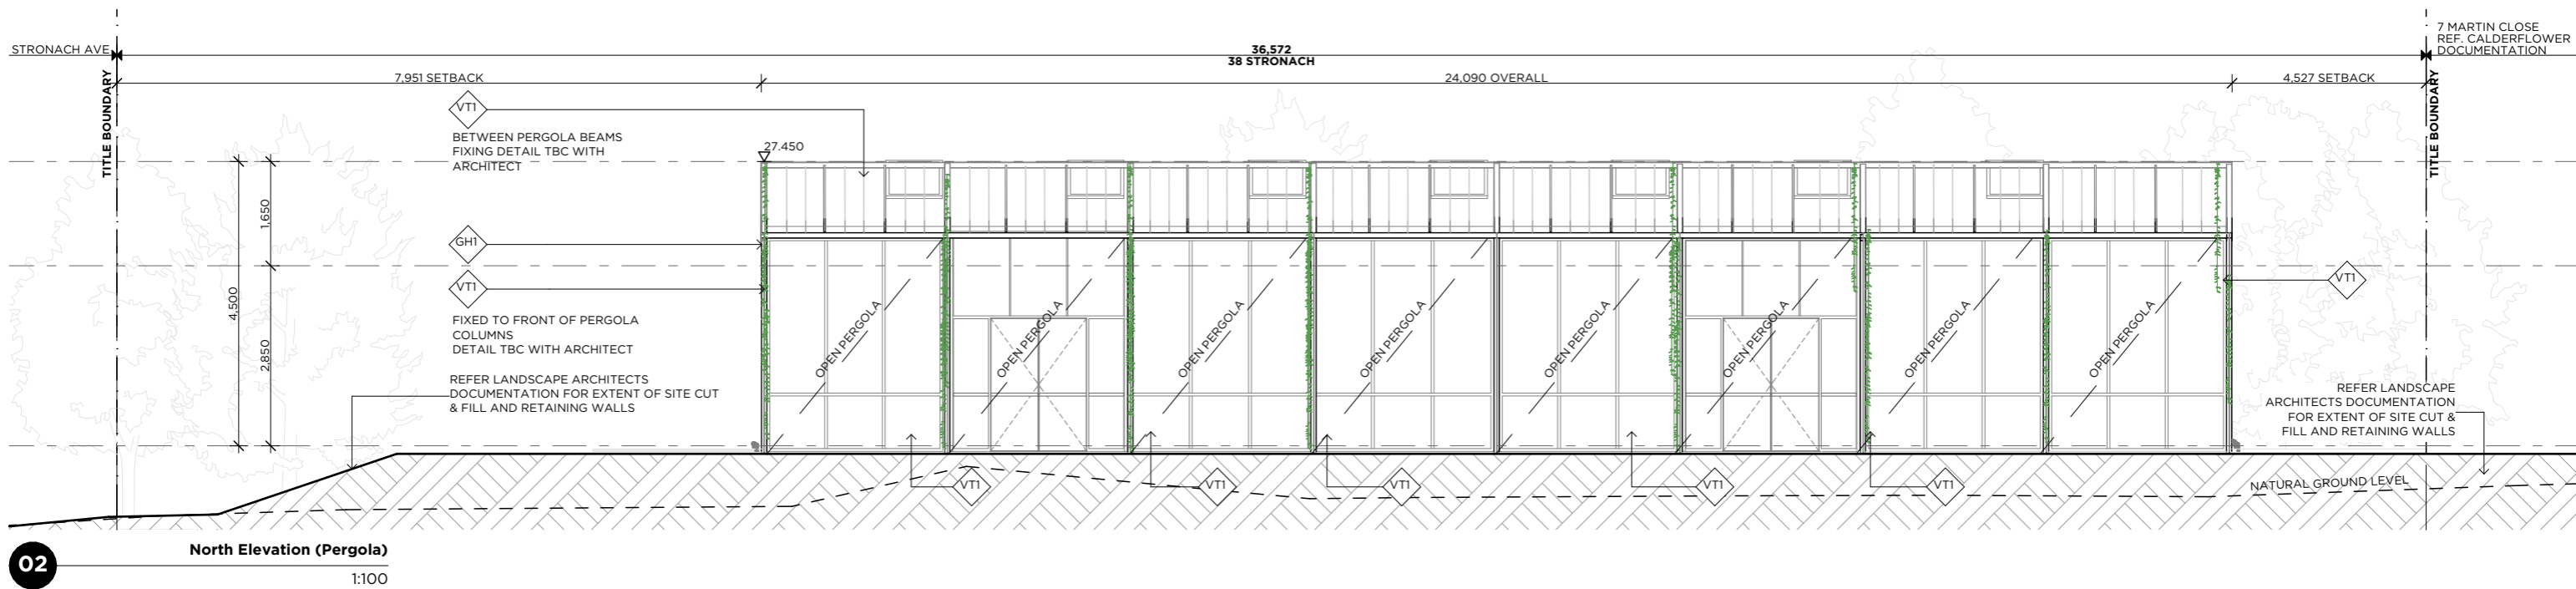 STRONACH AVE
36,572
38 STRONACH
7 MARTIN CLOSE
REF. CALDERFLOWER
DOCUMENTATION
7,951 SETBACK
24,090 OVERALL
4,527 SETBACK
TITLE BOUNDARY
TITLE BOUNDARY
VT1
BETWEEN PERGOLA BEAMS
FIXING DETAIL TBC WITH
ARCHITECT
27.450
1,650
4,500
2,850
GH1
VT1
FIXED TO FRONT OF PERGOLA
COLUMNS
DETAIL TBC WITH ARCHITECT
REFER LANDSCAPE ARCHITECTS
DOCUMENTATION FOR EXTENT OF SITE CUT
& FILL AND RETAINING WALLS
OPEN PERGOLA
OPEN PERGOLA
OPEN PERGOLA
OPEN PERGOLA
OPEN PERGOLA
OPEN PERGOLA
OPEN PERGOLA
OPEN PERGOLA
VT1
REFER LANDSCAPE
ARCHITECTS DOCUMENTATION
FOR EXTENT OF SITE CUT &
FILL AND RETAINING WALLS
VT1
VT1
VT1
VT1
VT1
NATURAL GROUND LEVEL
02
North Elevation (Pergola)
1:100